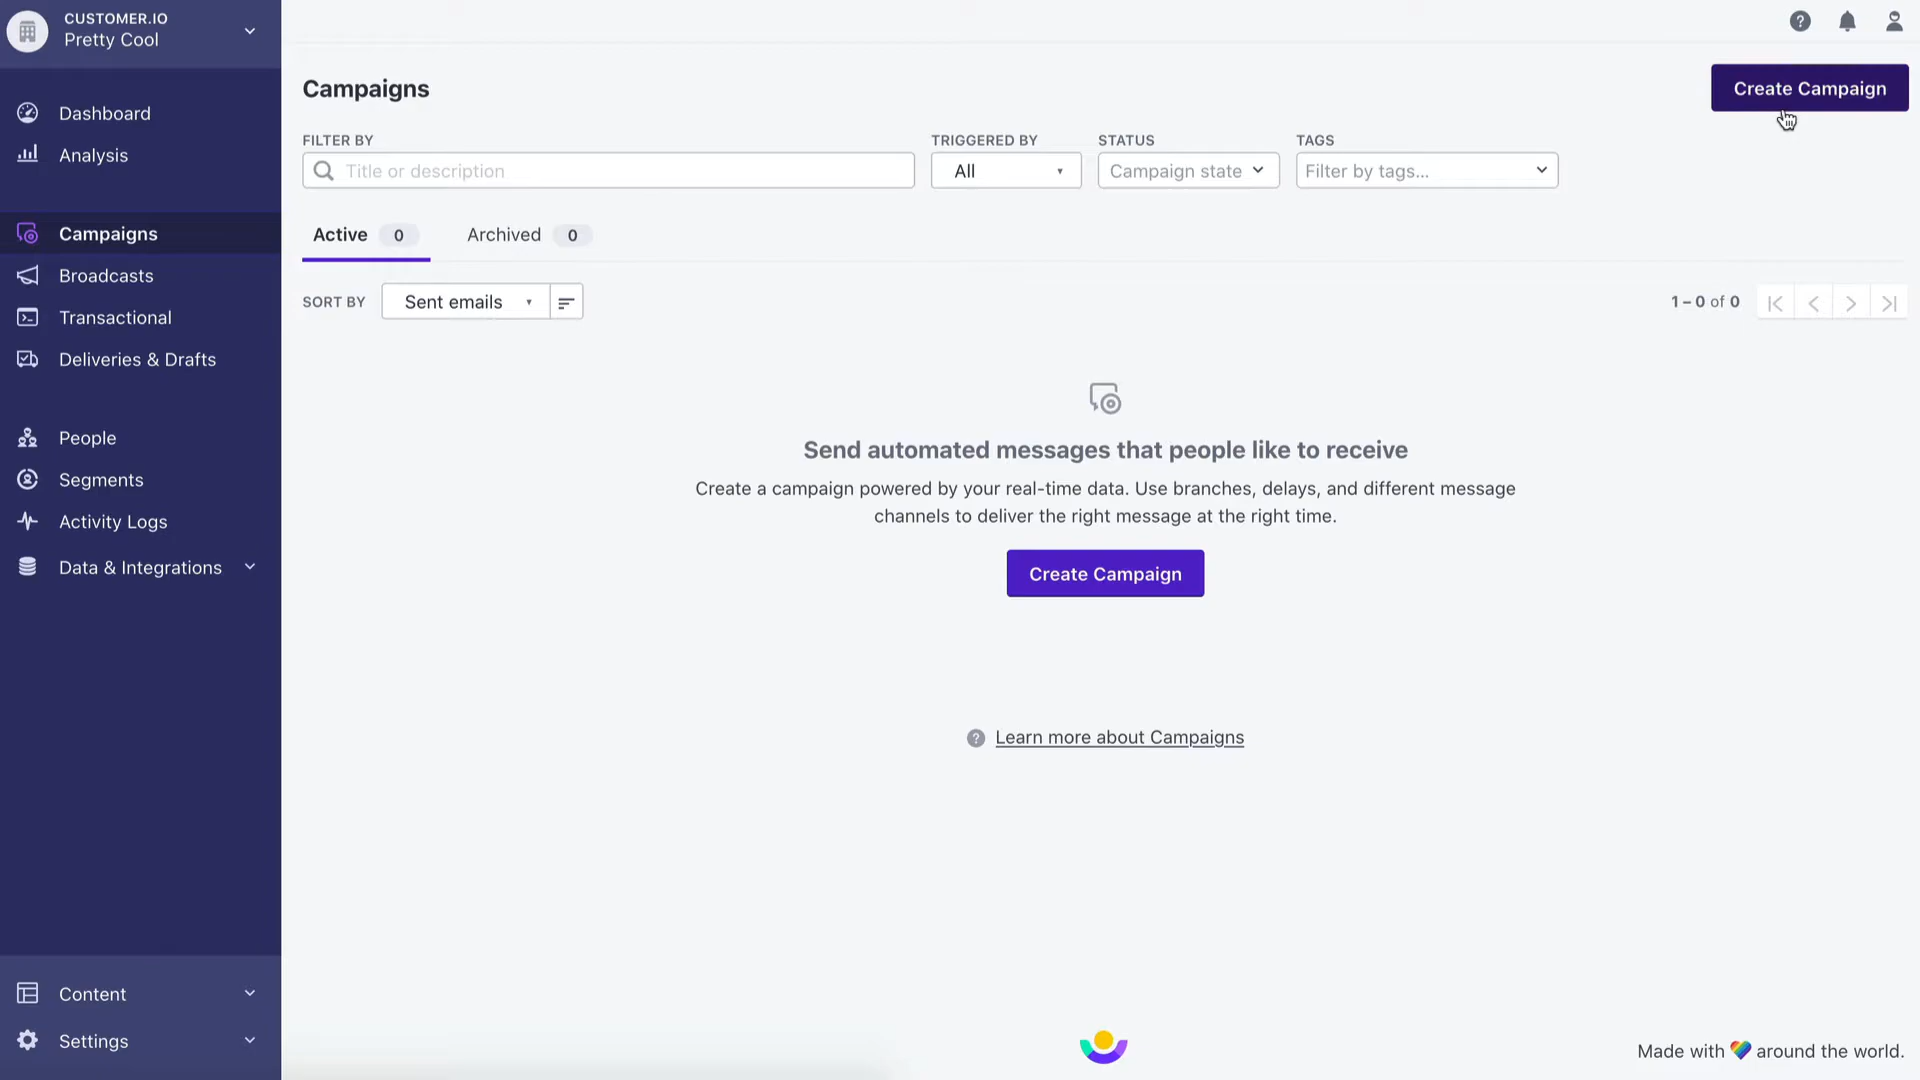 CUSTOMER.IO
Pretty Cool
Dashboard
Analysis
Campaigns
Broadcasts
Transactional
Deliveries & Drafts
People
Segments
Activity Logs
Data & Integrations
Content
Settings
Campaigns
Create Campaign
FILTER BY
TRIGGERED BY
STATUS
TAGS
Title or description
All
Campaign state
Filter by tags...
Active 0
Archived 0
SORT BY
Sent emails
1 – 0 of 0
Send automated messages that people like to receive
Create a campaign powered by your real-time data. Use branches, delays, and different message
channels to deliver the right message at the right time.
Create Campaign
Learn more about Campaigns
Made with around the world.